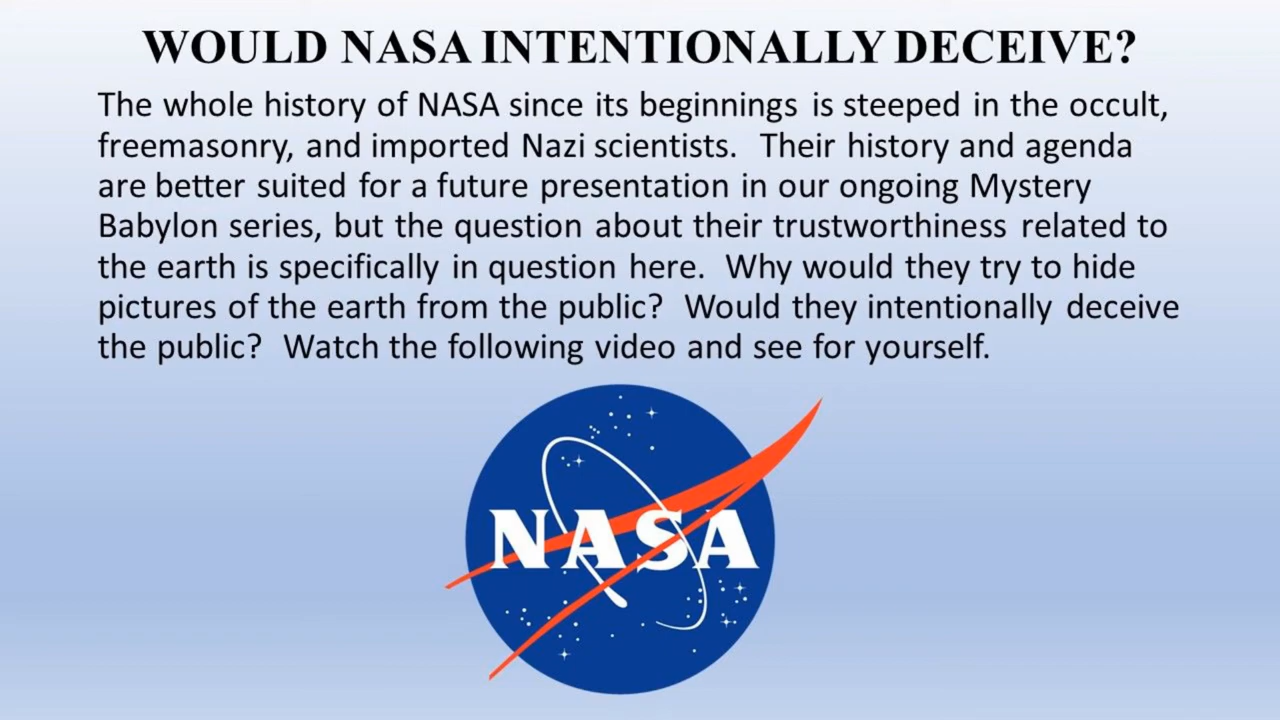 WOULD NASA INTENTIONALLY DECEIVE?
The whole history of NASA since its beginnings is steeped in the occult,
freemasonry, and imported Nazi scientists. Their history and agenda
are better suited for a future presentation in our ongoing Mystery
Babylon series, but the question about their trustworthiness related to
the earth is specifically in question here. Why would they try to hide
pictures of the earth from the public? Would they intentionally deceive
the public? Watch the following video and see for yourself.
NASA